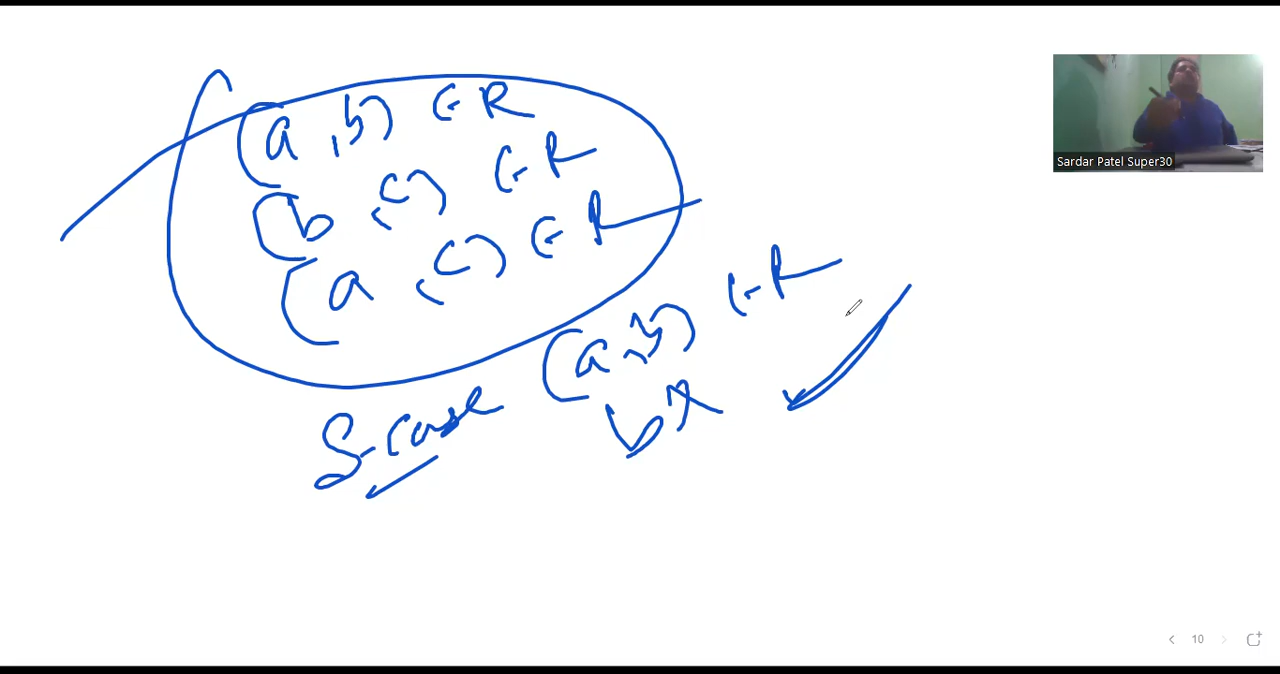 (a, b) ∈ R
(b, c) ∈ R
(a, c) ∈ R
(a, b) ∈ R
S-case
b
Sardar Patel Super30
10